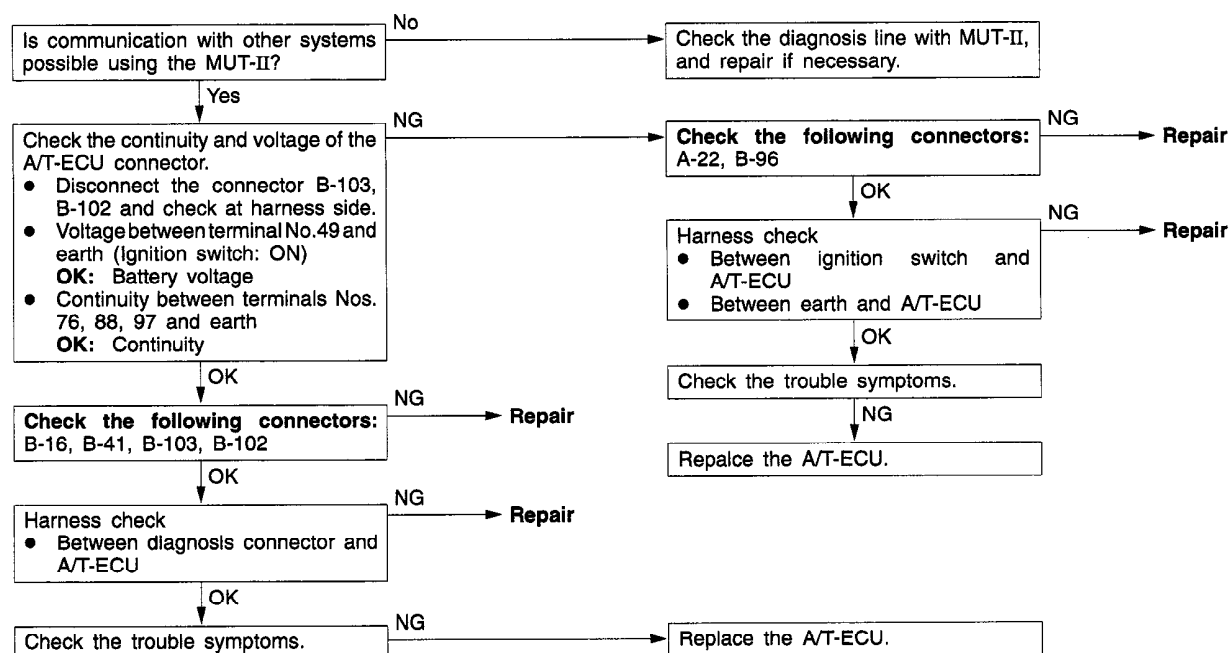 Is communication with other systems
possible using the MUT-II?
No
Check the diagnosis line with MUT-II,
and repair if necessary.
Yes
Check the continuity and voltage of the
A/T-ECU connector.
● Disconnect the connector B-103,
B-102 and check at harness side.
● Voltage between terminal No.49 and
earth (Ignition switch: ON)
OK: Battery voltage
● Continuity between terminals Nos.
76, 88, 97 and earth
OK: Continuity
NG
Check the following connectors:
A-22, B-96
NG
Repair
OK
Harness check
● Between ignition switch and
A/T-ECU
● Between earth and A/T-ECU
NG
Repair
OK
Check the trouble symptoms.
NG
Repalce the A/T-ECU.
OK
Check the following connectors:
B-16, B-41, B-103, B-102
NG
Repair
OK
Harness check
● Between diagnosis connector and
A/T-ECU
NG
Repair
OK
Check the trouble symptoms.
NG
Replace the A/T-ECU.